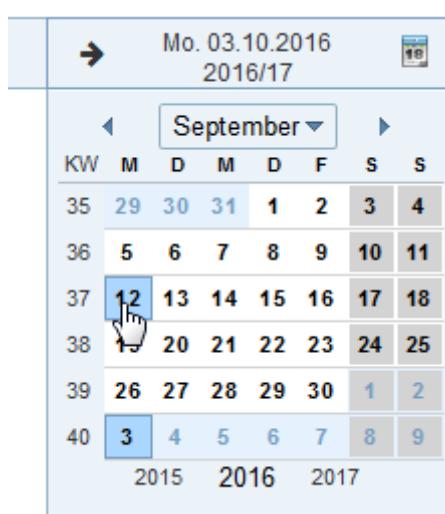 Mo. 03.10.2016
2016/17
18
September
KW M D M D F S S
35 29 30 31 1 2 3 4
36 5 6 7 8 9 10 11
37 12 13 14 15 16 17 18
38 19 20 21 22 23 24 25
39 26 27 28 29 30 1 2
40 3 4 5 6 7 8 9
2015 2016 2017